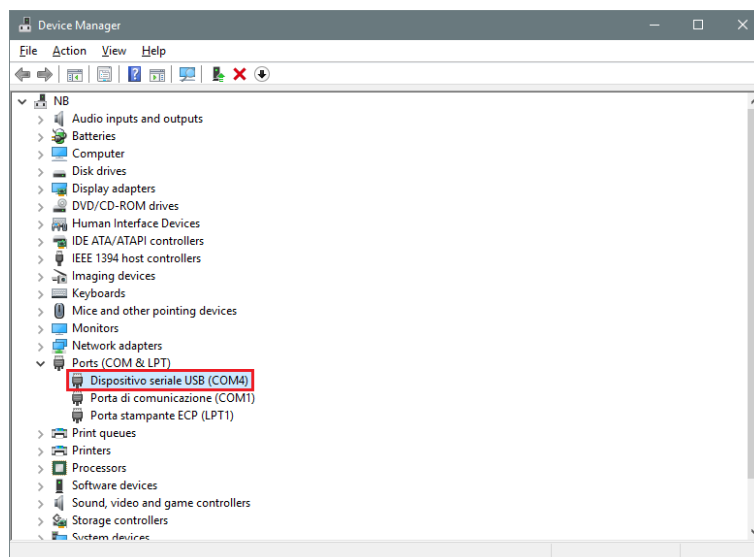 Device Manager
File Action View Help
NB
Audio inputs and outputs
Batteries
Computer
Disk drives
Display adapters
DVD/CD-ROM drives
Human Interface Devices
IDE ATA/ATAPI controllers
IEEE 1394 host controllers
Imaging devices
Keyboards
Mice and other pointing devices
Monitors
Network adapters
Ports (COM & LPT)
Dispositivo seriale USB (COM4)
Porta di comunicazione (COM1)
Porta stampante ECP (LPT1)
Print queues
Printers
Processors
Software devices
Sound, video and game controllers
Storage controllers
System devices